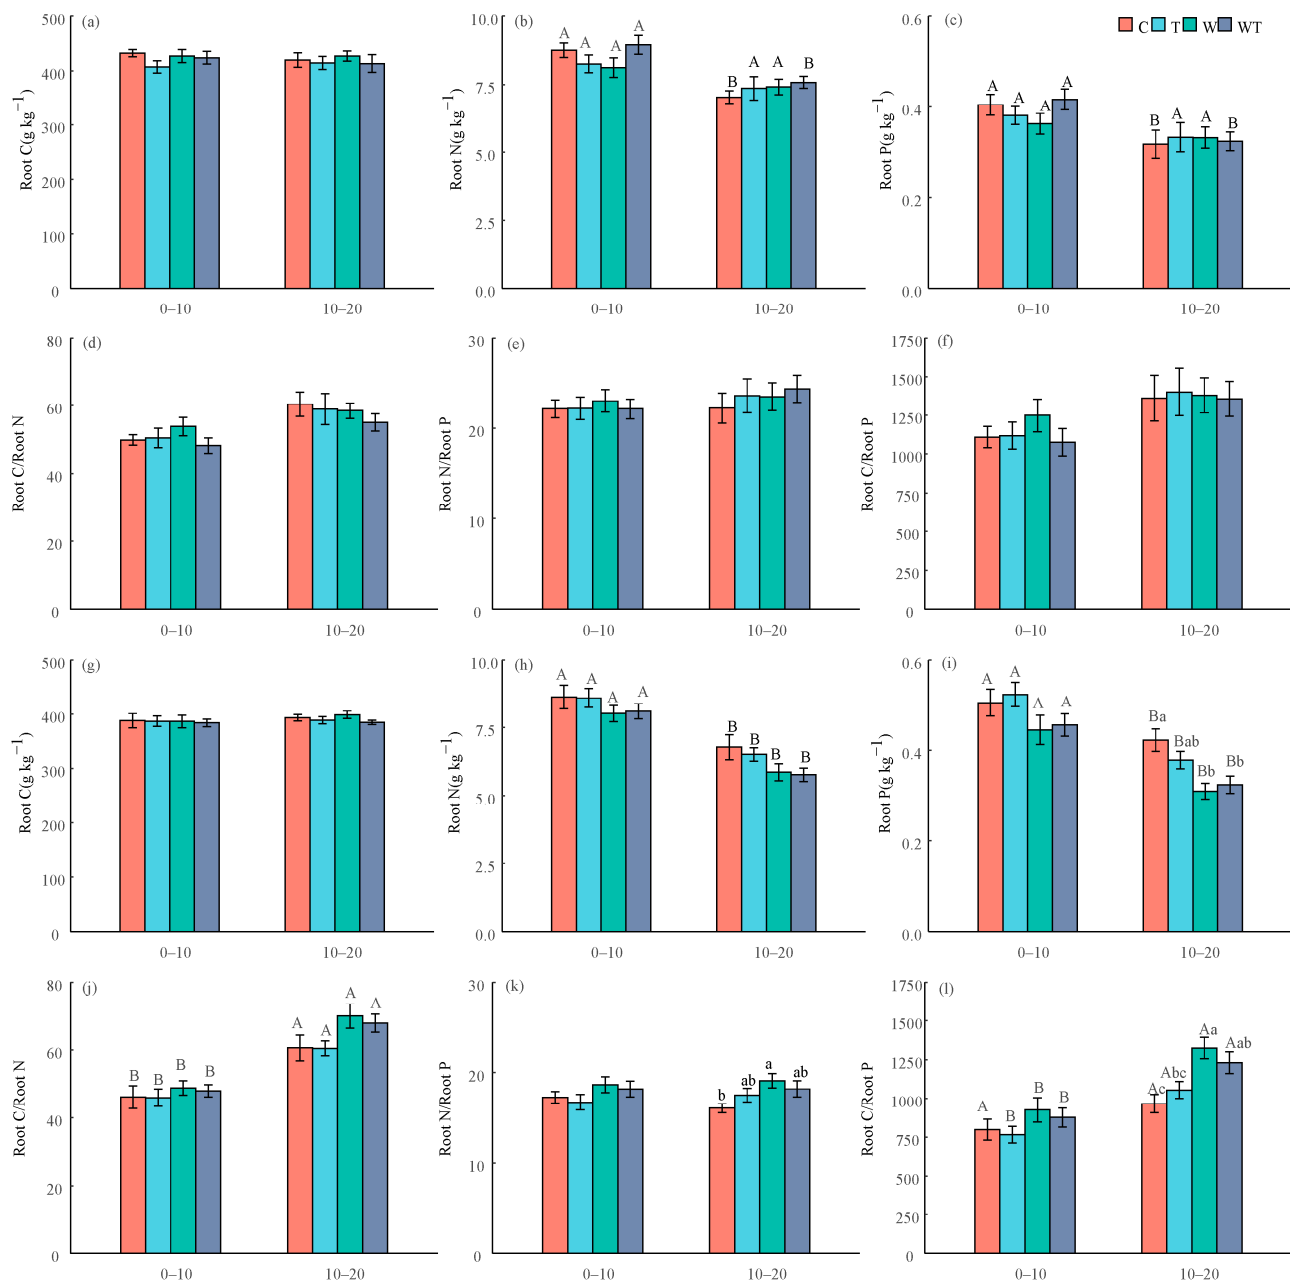 (a)
500
400
300
200
100
0
Root C(g kg−1)
0–10
10–20
(b)
10.0
7.5
5.0
2.5
0.0
Root N(g kg−1)
A A A A
B A A B
0–10
10–20
(c)
C T W WT
0.6
0.4
0.2
0.0
Root P(g kg−1)
A A A A
B A A B
0–10
10–20
(d)
80
60
40
20
0
Root C/Root N
0–10
10–20
(e)
30
20
10
0
Root N/Root P
0–10
10–20
(f)
1750
1500
1250
1000
750
500
250
0
Root C/Root P
0–10
10–20
(g)
500
400
300
200
100
0
Root C(g kg−1)
0–10
10–20
(h)
10.0
7.5
5.0
2.5
0.0
Root N(g kg−1)
A A A A
B B B B
0–10
10–20
(i)
0.6
0.4
0.2
0.0
Root P(g kg−1)
A A A A
Ba Bab Bb Bb
0–10
10–20
(j)
80
60
40
20
0
Root C/Root N
B B B B
A A A A
0–10
10–20
(k)
30
20
10
0
Root N/Root P
b ab a ab
0–10
10–20
(l)
1750
1500
1250
1000
750
500
250
0
Root C/Root P
A B B B
Ac Abc Aa Aab
0–10
10–20